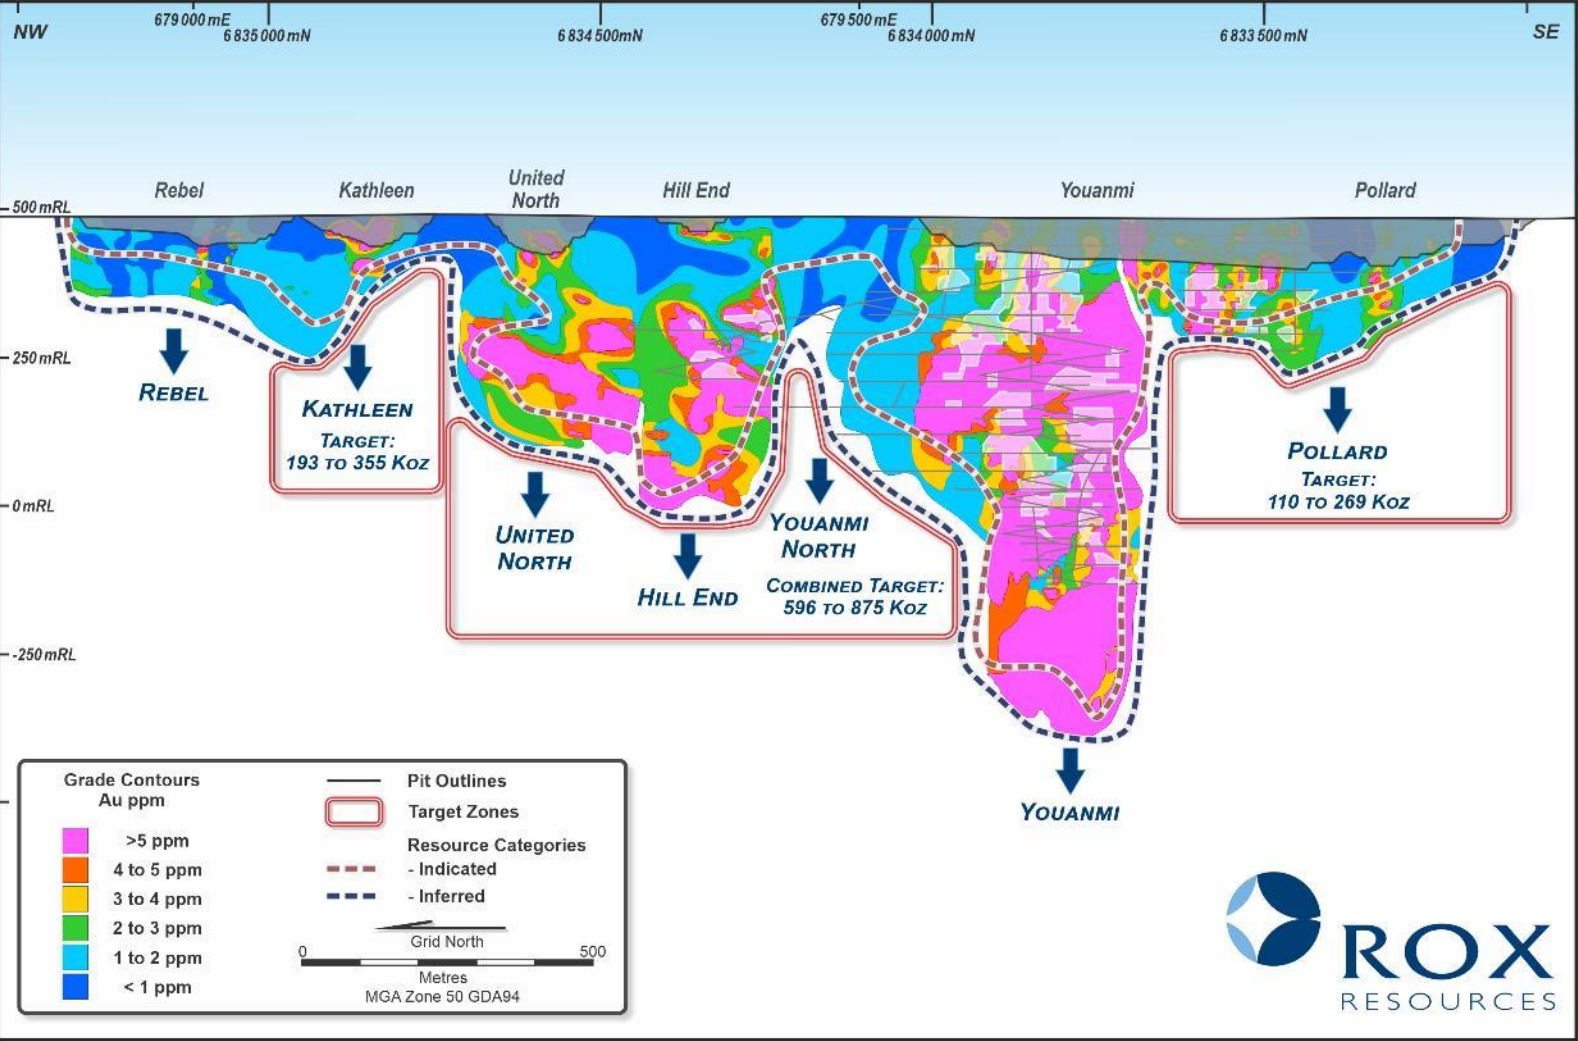 679 000 mE
679 500 mE
NW
6 835 000 mN
6 834 500mN
6 834 000 mN
6 833 500 mN
SE
Rebel
Kathleen
United
North
Hill End
Youanmi
Pollard
500 mRL
250 mRL
0 mRL
-250 mRL
REBEL
KATHLEEN
TARGET:
193 TO 355 KOZ
UNITED
NORTH
HILL END
YOUANMI
NORTH
COMBINED TARGET:
596 TO 875 KOZ
POLLARD
TARGET:
110 TO 269 KOZ
YOUANMI
Grade Contours
Au ppm
>5 ppm
4 to 5 ppm
3 to 4 ppm
2 to 3 ppm
1 to 2 ppm
< 1 ppm
Pit Outlines
Target Zones
Resource Categories
- Indicated
- Inferred
Grid North
0
500
Metres
MGA Zone 50 GDA94
ROX
RESOURCES